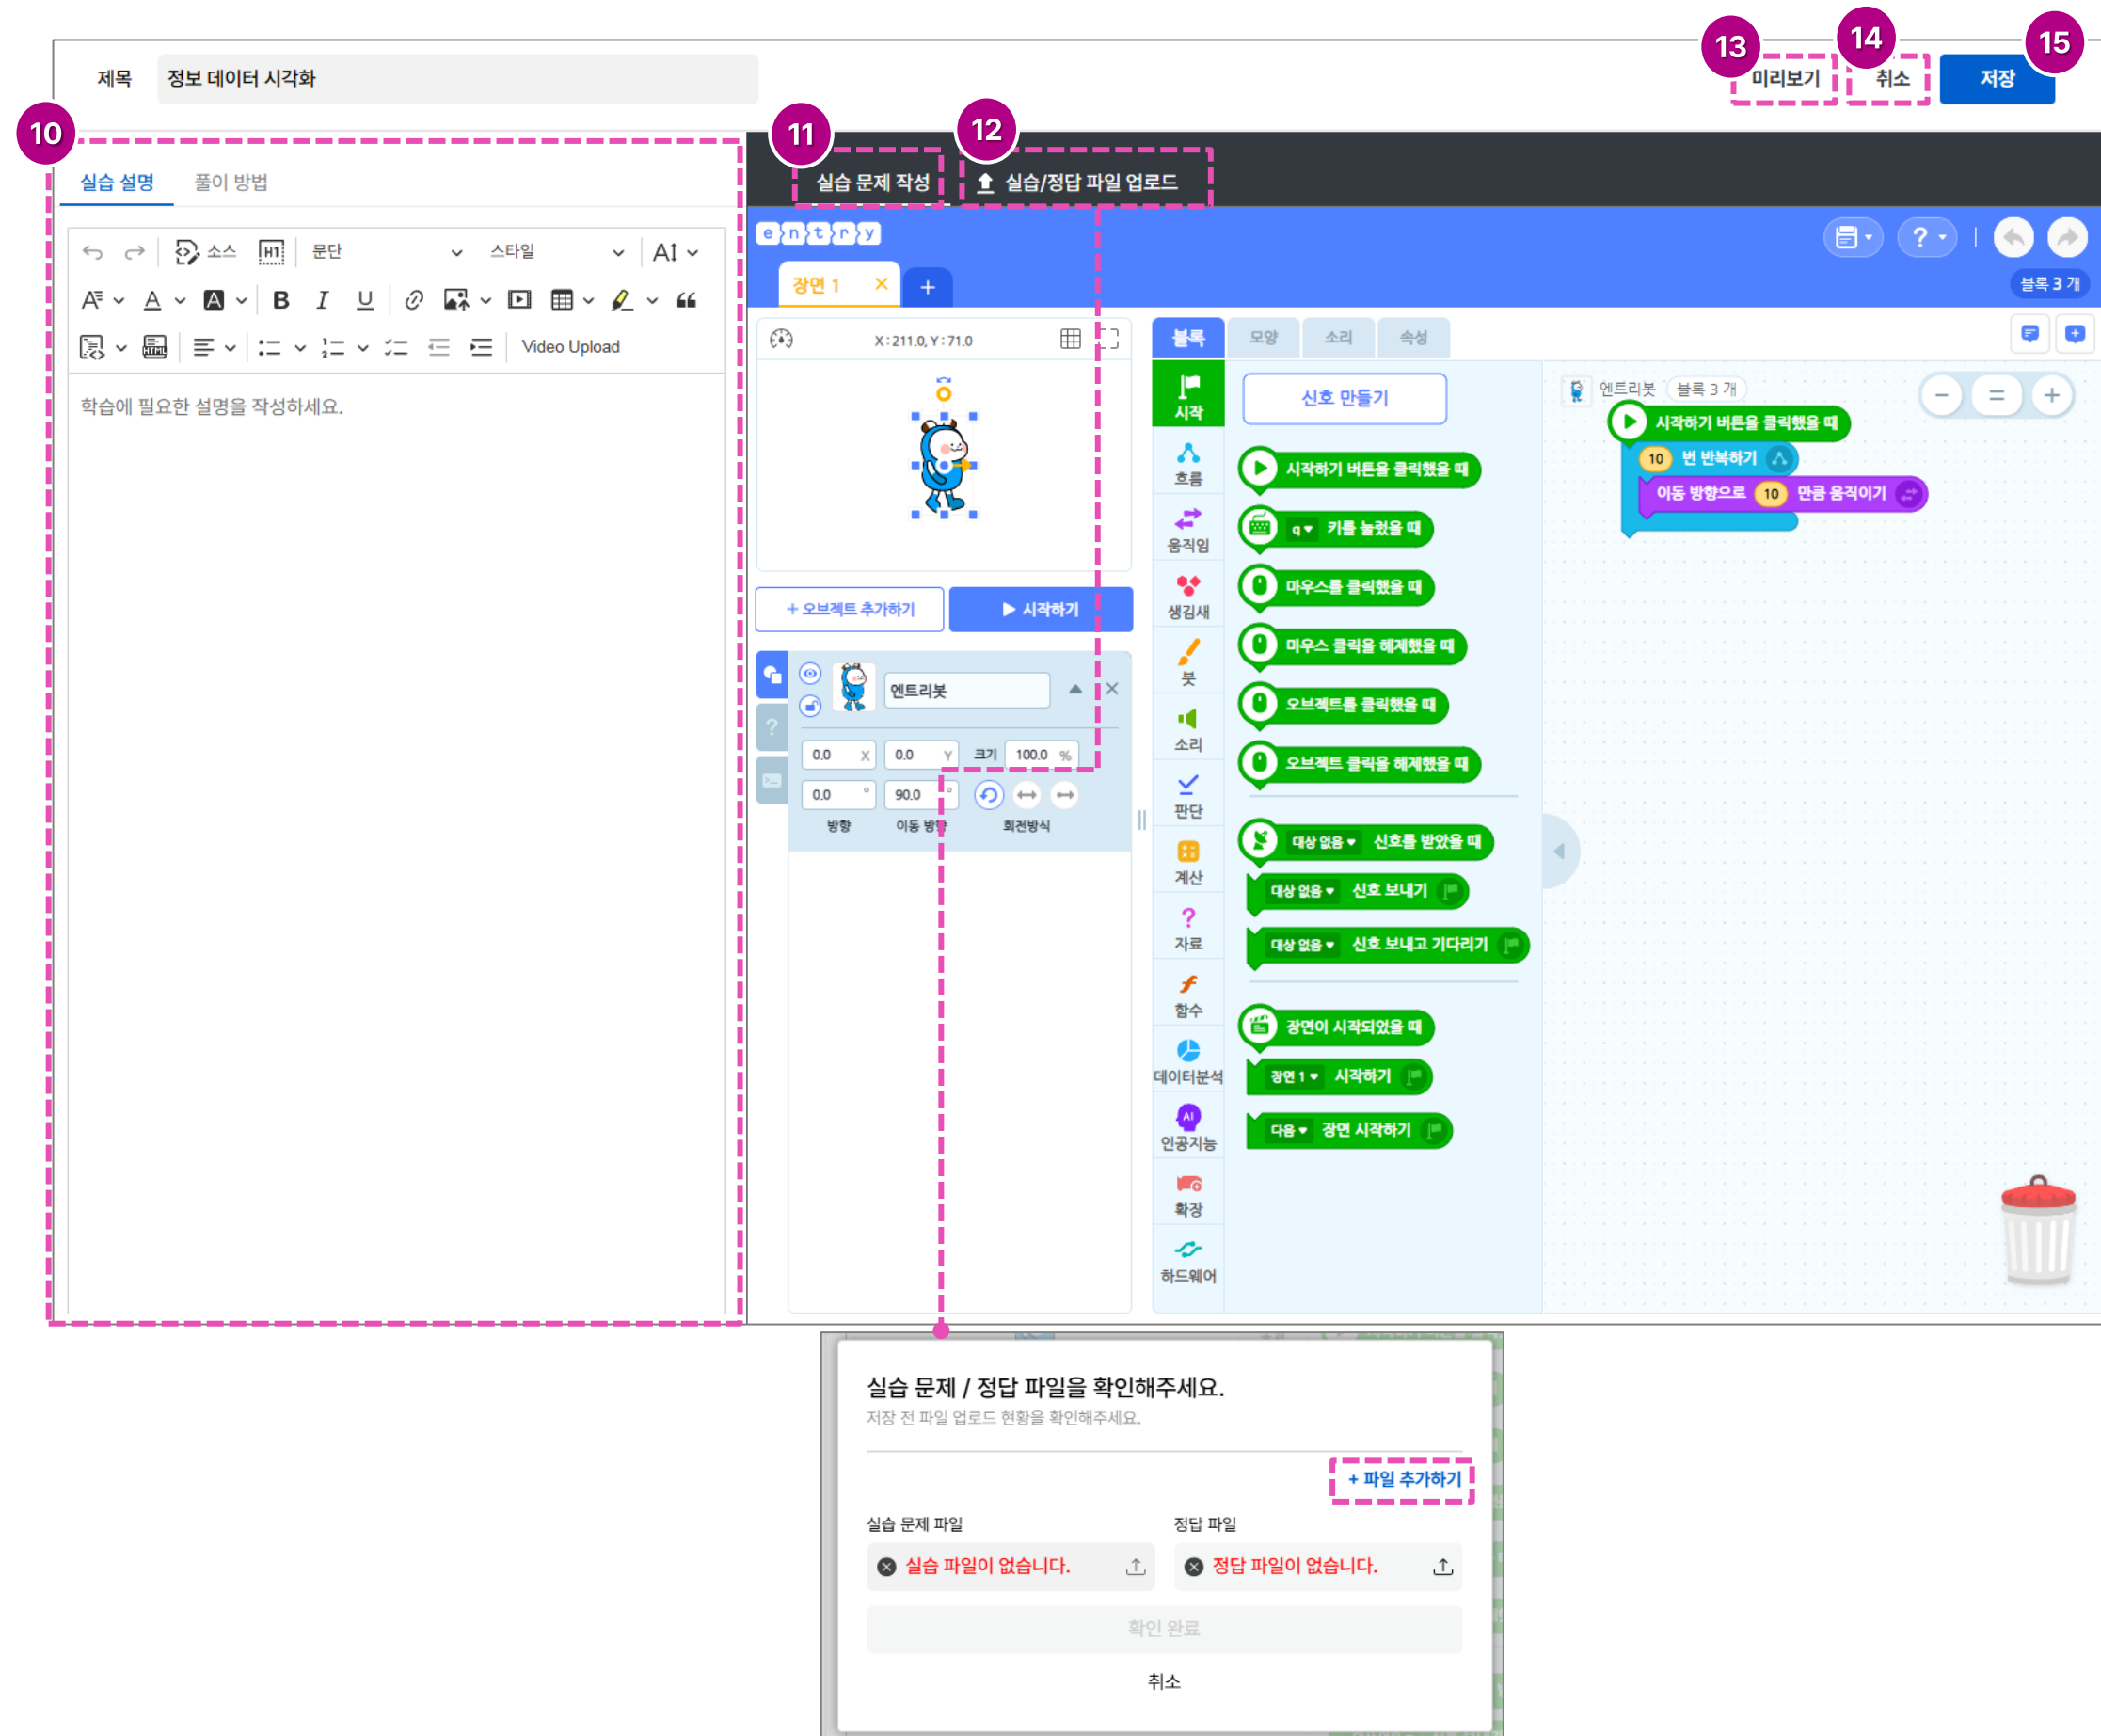 13
14
15
제목
정보 데이터 시각화
미리보기
취소
저장
10
11
12
실습 설명
풀이 방법
실습 문제 작성
실습/정답 파일 업로드
소스
H1
문단
스타일
Video Upload
학습에 필요한 설명을 작성하세요.
entry
장면 1
블록 3 개
X : 211.0, Y : 71.0
+ 오브젝트 추가하기
시작하기
엔트리봇
0.0 X
0.0 Y
크기
100.0 %
0.0 °
90.0 °
방향
이동 방향
회전방식
블록
모양
소리
속성
시작
흐름
움직임
생김새
붓
소리
판단
계산
자료
함수
데이터분석
AI
인공지능
확장
하드웨어
신호 만들기
시작하기 버튼을 클릭했을 때
q 키를 눌렀을 때
마우스를 클릭했을 때
마우스 클릭을 해제했을 때
오브젝트를 클릭했을 때
오브젝트 클릭을 해제했을 때
대상 없음 신호를 받았을 때
대상 없음 신호 보내기
대상 없음 신호 보내고 기다리기
장면이 시작되었을 때
장면 1 시작하기
다음 장면 시작하기
엔트리봇
블록 3 개
시작하기 버튼을 클릭했을 때
10 번 반복하기
이동 방향으로 10 만큼 움직이기
실습 문제 / 정답 파일을 확인해주세요.
저장 전 파일 업로드 현황을 확인해주세요.
+ 파일 추가하기
실습 문제 파일
정답 파일
실습 파일이 없습니다.
정답 파일이 없습니다.
확인 완료
취소